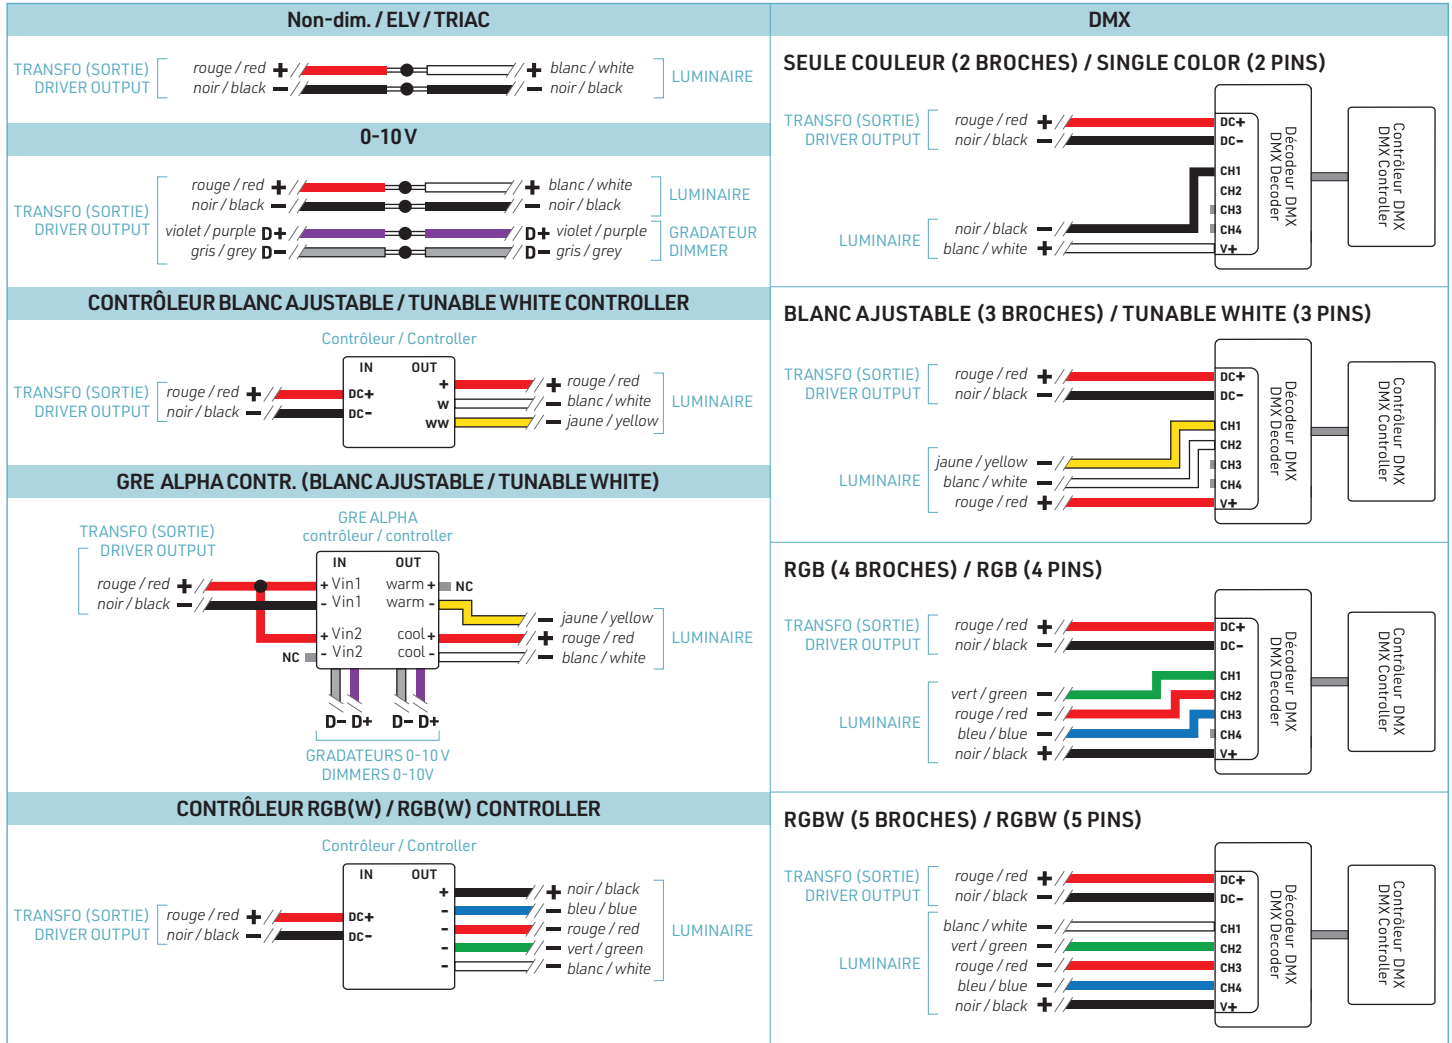 Non-dim. / ELV / TRIAC
TRANSFO (SORTIE)
DRIVER OUTPUT
rouge / red +
noir / black −
+ blanc / white
− noir / black
LUMINAIRE
0-10 V
TRANSFO (SORTIE)
DRIVER OUTPUT
rouge / red +
noir / black −
violet / purple D+
gris / grey D−
+ blanc / white
− noir / black
D+ violet / purple
D− gris / grey
LUMINAIRE
GRADATEUR
DIMMER
CONTRÔLEUR BLANC AJUSTABLE / TUNABLE WHITE CONTROLLER
Contrôleur / Controller
TRANSFO (SORTIE)
DRIVER OUTPUT
rouge / red +
noir / black −
IN OUT
DC+
DC−
+
W
WW
+ rouge / red
− blanc / white
− jaune / yellow
LUMINAIRE
GRE ALPHA CONTR. (BLANC AJUSTABLE / TUNABLE WHITE)
TRANSFO (SORTIE)
DRIVER OUTPUT
GRE ALPHA
contrôleur / controller
rouge / red +
noir / black −
IN OUT
+ Vin1 warm + NC
- Vin1 warm -
+ Vin2 cool +
NC - Vin2 cool -
− jaune / yellow
+ rouge / red
− blanc / white
LUMINAIRE
D− D+ D− D+
GRADATEURS 0-10 V
DIMMERS 0-10V
CONTRÔLEUR RGB(W) / RGB(W) CONTROLLER
Contrôleur / Controller
TRANSFO (SORTIE)
DRIVER OUTPUT
rouge / red +
noir / black −
IN OUT
DC+
DC−
+
-
-
-
-
+ noir / black
− bleu / blue
− rouge / red
− vert / green
− blanc / white
LUMINAIRE
DMX
SEULE COULEUR (2 BROCHES) / SINGLE COLOR (2 PINS)
TRANSFO (SORTIE)
DRIVER OUTPUT
rouge / red +
noir / black −
LUMINAIRE
noir / black −
blanc / white +
DC+
DC−
CH1
CH2
CH3
CH4
V+
Décodeur DMX
DMX Decoder
Contrôleur DMX
DMX Controller
BLANC AJUSTABLE (3 BROCHES) / TUNABLE WHITE (3 PINS)
TRANSFO (SORTIE)
DRIVER OUTPUT
rouge / red +
noir / black −
LUMINAIRE
jaune / yellow −
blanc / white −
rouge / red +
DC+
DC−
CH1
CH2
CH3
CH4
V+
Décodeur DMX
DMX Decoder
Contrôleur DMX
DMX Controller
RGB (4 BROCHES) / RGB (4 PINS)
TRANSFO (SORTIE)
DRIVER OUTPUT
rouge / red +
noir / black −
LUMINAIRE
vert / green −
rouge / red −
bleu / blue −
noir / black +
DC+
DC−
CH1
CH2
CH3
CH4
V+
Décodeur DMX
DMX Decoder
Contrôleur DMX
DMX Controller
RGBW (5 BROCHES) / RGBW (5 PINS)
TRANSFO (SORTIE)
DRIVER OUTPUT
rouge / red +
noir / black −
LUMINAIRE
blanc / white −
vert / green −
rouge / red −
bleu / blue −
noir / black +
DC+
DC−
CH1
CH2
CH3
CH4
V+
Décodeur DMX
DMX Decoder
Contrôleur DMX
DMX Controller